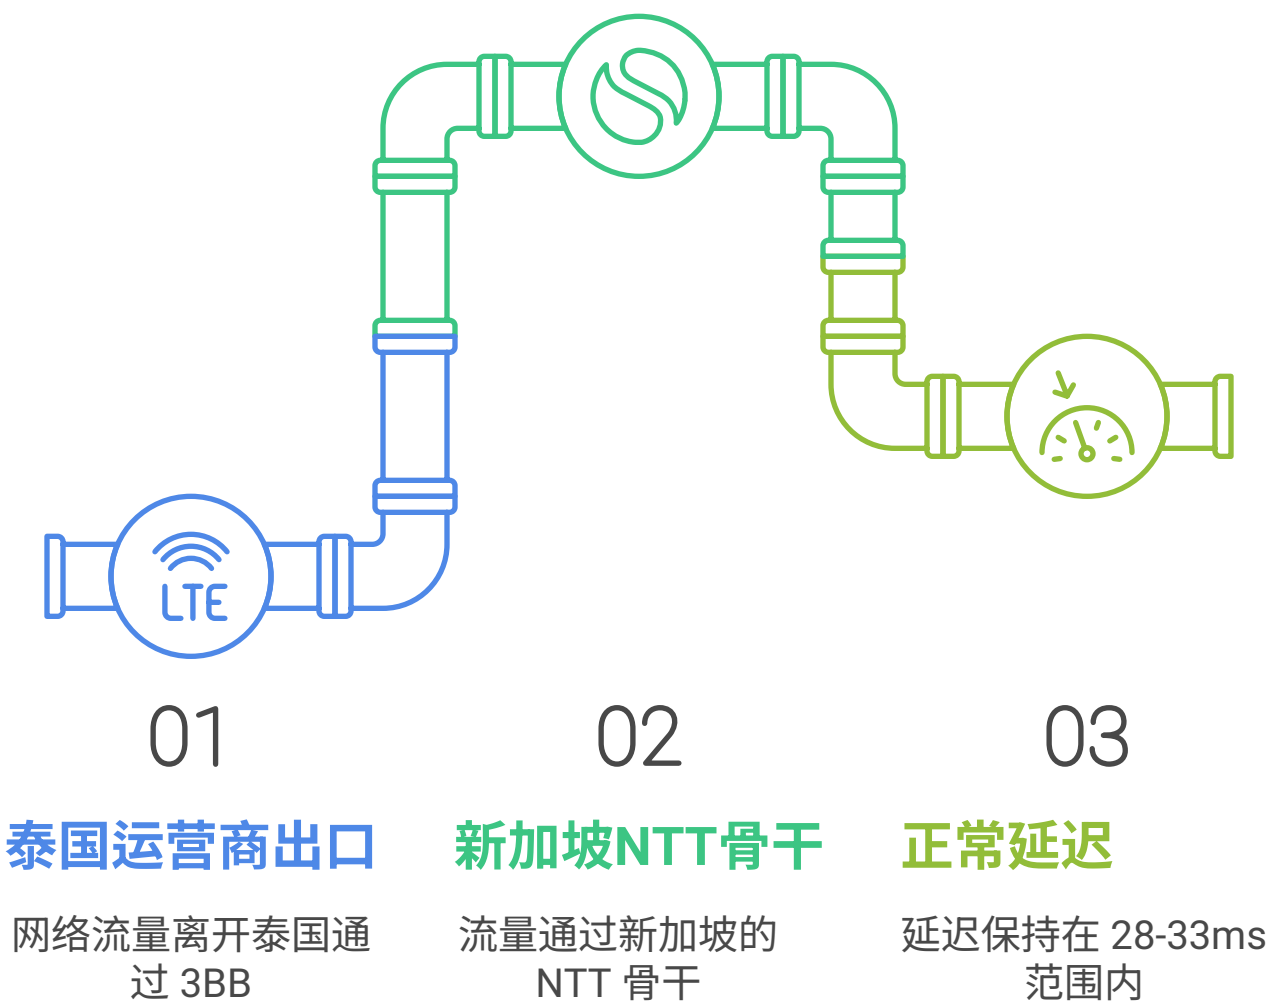 LTE
01
泰国运营商出口
网络流量离开泰国通
过 3BB
02
新加坡NTT骨干
流量通过新加坡的
NTT 骨干
03
正常延迟
延迟保持在 28-33ms
范围内